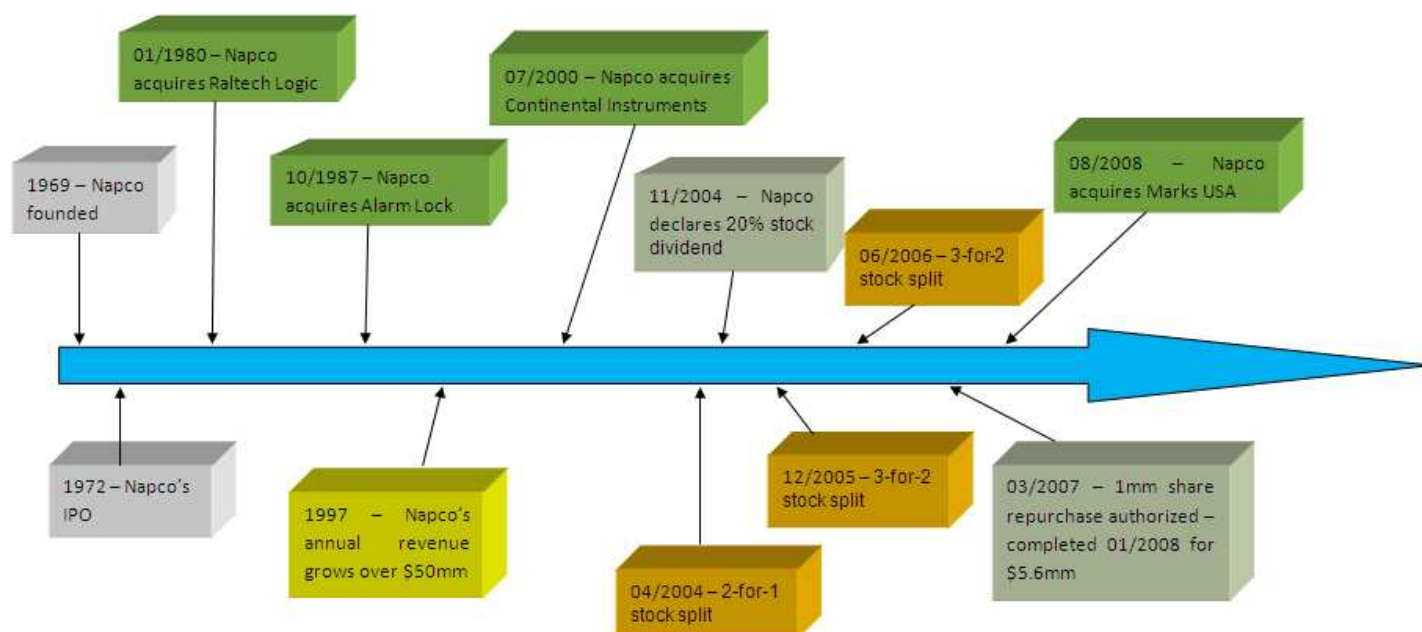 01/1980 – Napco
acquires Raltech Logic
07/2000 – Napco acquires
Continental Instruments
1969 – Napco
founded
10/1987 – Napco
acquires Alarm Lock
11/2004 – Napco
declares 20% stock
dividend
06/2006 – 3-for-2
stock split
08/2008 – Napco
acquires Marks USA
1972 – Napco's
IPO
1997 – Napco's
annual revenue
grows over $50mm
04/2004 – 2-for-1
stock split
12/2005 – 3-for-2
stock split
03/2007 – 1mm share
repurchase authorized –
completed 01/2008 for
$5.6mm